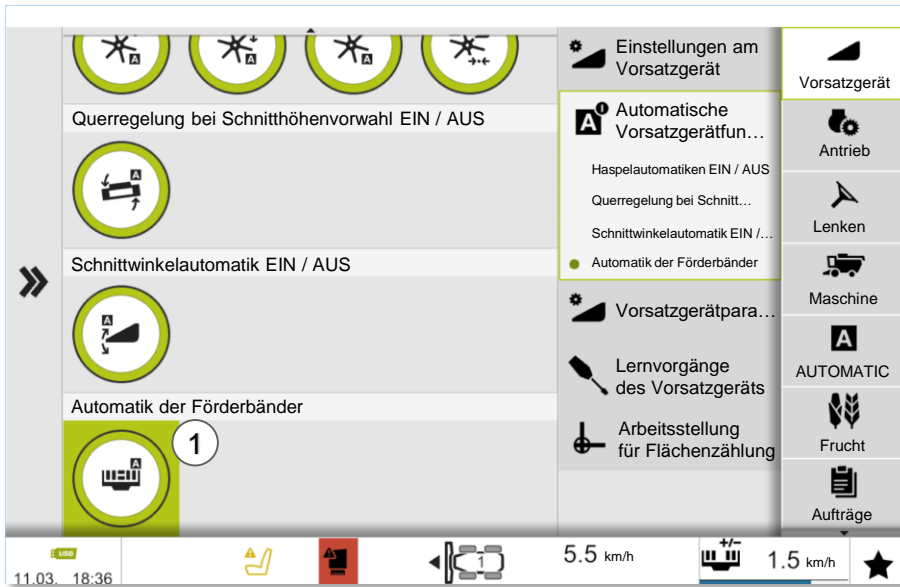 Querregelung bei Schnitthöhenvorwahl EIN / AUS
A
Schnittwinkelautomatik EIN / AUS
A
Automatik der Förderbänder
1
A
Einstellungen am
Vorsatzgerät
A
Automatische
Vorsatzgerätfun…
Haspelautomatiken EIN / AUS
Querregelung bei Schnitt…
Schnittwinkelautomatik EIN /…
Automatik der Förderbänder
Vorsatzgerätpara…
Lernvorgänge
des Vorsatzgeräts
Arbeitsstellung
für Flächenzählung
Vorsatzgerät
Antrieb
Lenken
Maschine
A
AUTOMATIC
Frucht
Aufträge
USB
11.03. 18:36
1
5.5 km/h
+/–
1.5 km/h